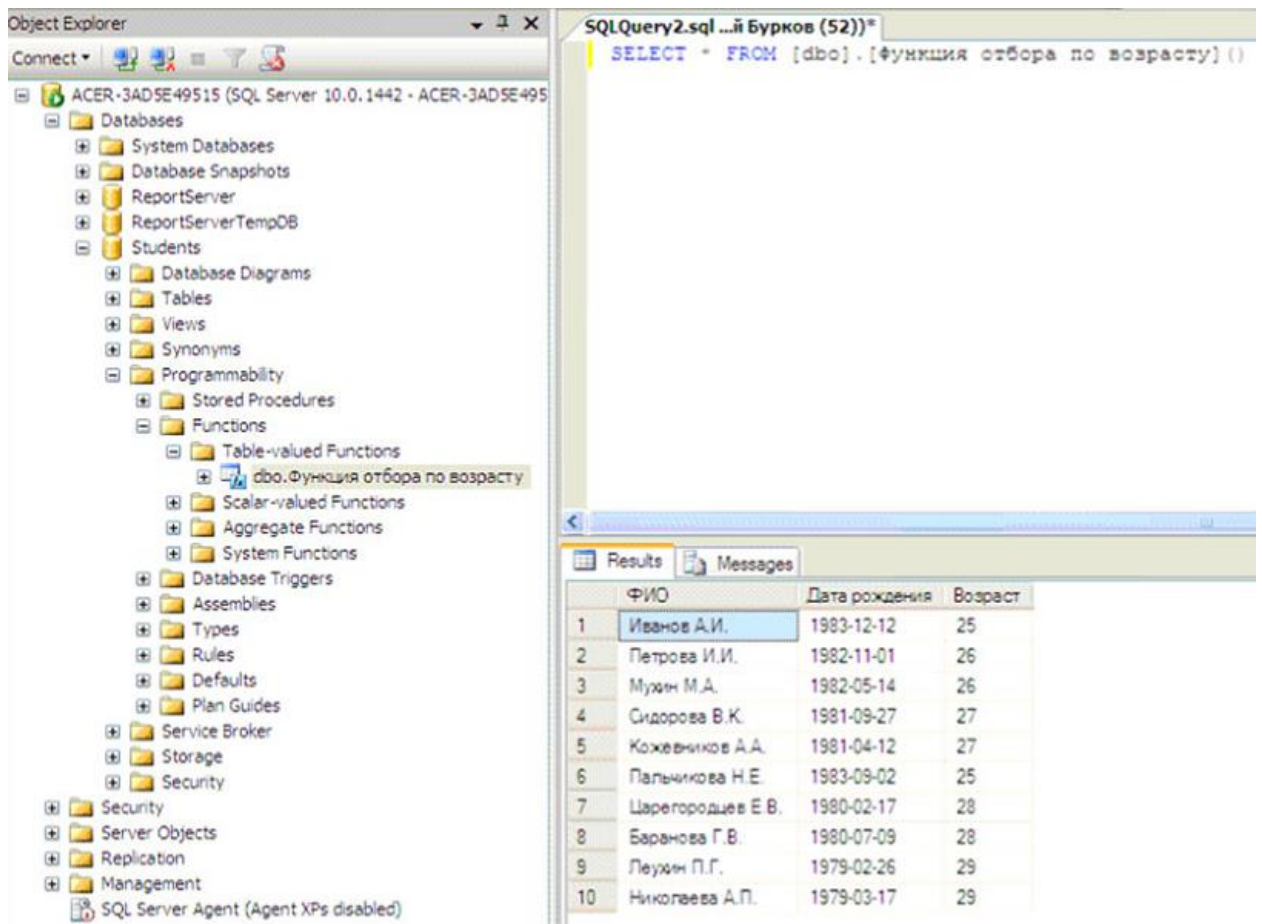 Object Explorer
Connect
ACER-3AD5E49515 (SQL Server 10.0.1442 - ACER-3AD5E495
Databases
System Databases
Database Snapshots
ReportServer
ReportServerTempDB
Students
Database Diagrams
Tables
Views
Synonyms
Programmability
Stored Procedures
Functions
Table-valued Functions
dbo.Функция отбора по возрасту
Scalar-valued Functions
Aggregate Functions
System Functions
Database Triggers
Assemblies
Types
Rules
Defaults
Plan Guides
Service Broker
Storage
Security
Security
Server Objects
Replication
Management
SQL Server Agent (Agent XPs disabled)
SQLQuery2.sql ...й Бурков (52))*
SELECT * FROM [dbo].[Функция отбора по возрасту]()
Results Messages
ФИО Дата рождения Возраст
1 Иванов А.И. 1983-12-12 25
2 Петрова И.И. 1982-11-01 26
3 Мухин М.А. 1982-05-14 26
4 Сидорова В.К. 1981-09-27 27
5 Кожевников А.А. 1981-04-12 27
6 Пальчикова Н.Е. 1983-09-02 25
7 Царегородцев Е.В. 1980-02-17 28
8 Баранова Г.В. 1980-07-09 28
9 Леухин П.Г. 1979-02-26 29
10 Николаева А.П. 1979-03-17 29